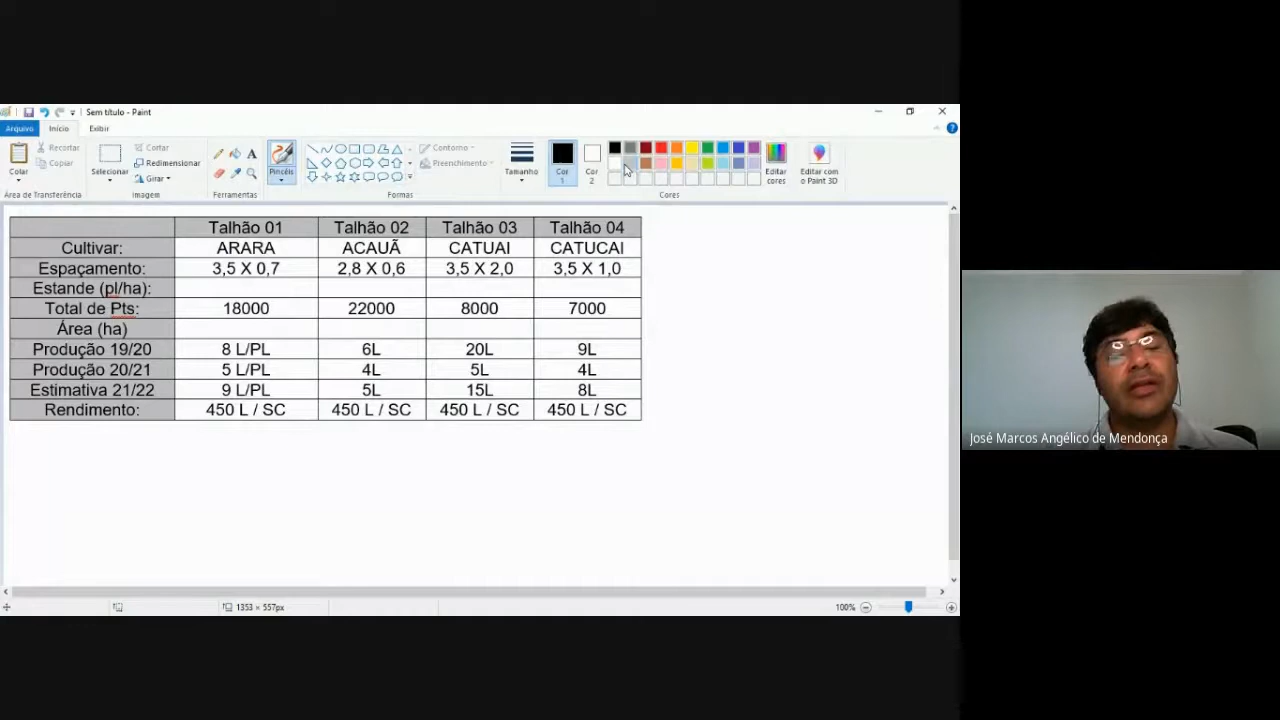 Sem título - Paint
Arquivo Início Exibir
Colar
Recortar
Copiar
Área de Transferência
Selecionar
Cortar
Redimensionar
Girar
Imagem
A
Ferramentas
Pincéis
Contorno
Preenchimento
Formas
Tamanho
Cor 1
Cor 2
Cores
Editar cores
Editar com o Paint 3D
Talhão 01 Talhão 02 Talhão 03 Talhão 04
Cultivar: ARARA ACAUÃ CATUAI CATUCAI
Espaçamento: 3,5 X 0,7 2,8 X 0,6 3,5 X 2,0 3,5 X 1,0
Estande (pl/ha):
Total de Pts: 18000 22000 8000 7000
Área (ha)
Produção 19/20 8 L/PL 6L 20L 9L
Produção 20/21 5 L/PL 4L 5L 4L
Estimativa 21/22 9 L/PL 5L 15L 8L
Rendimento: 450 L / SC 450 L / SC 450 L / SC 450 L / SC
1353 × 557px
100%
José Marcos Angélico de Mendonça